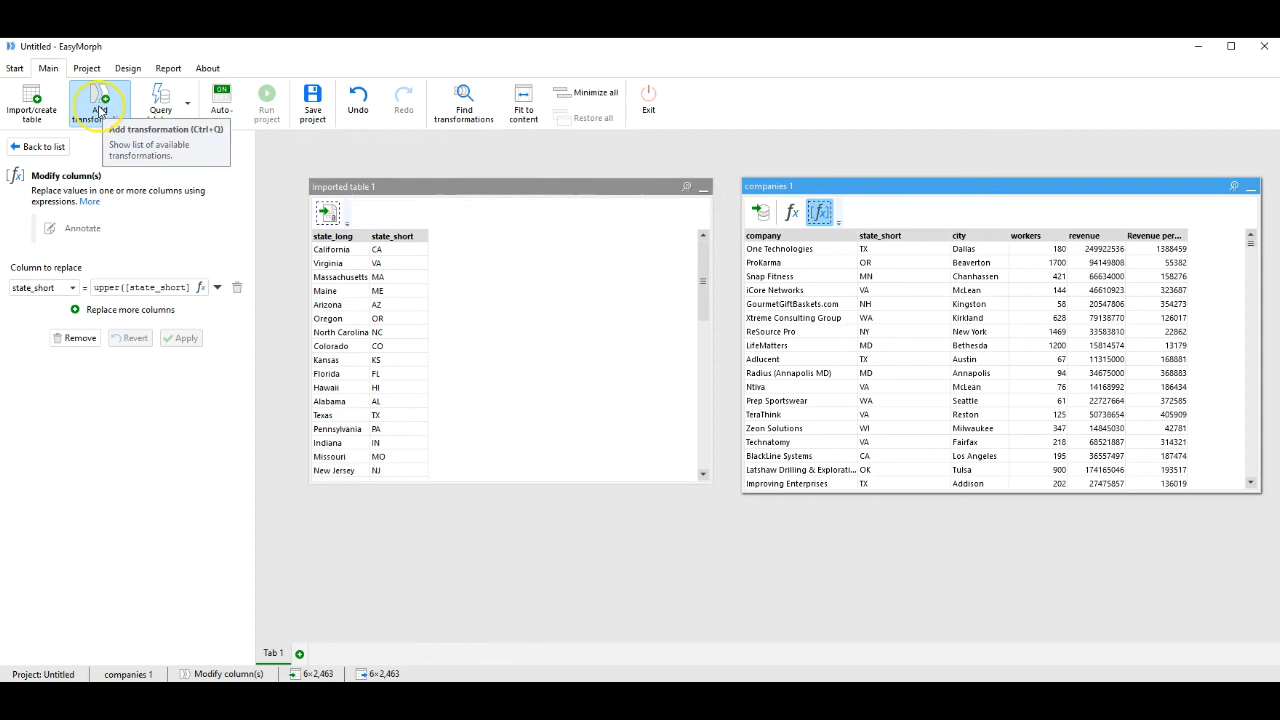 Untitled - EasyMorph
Start Main Project Design Report About
Import/create table
Add
Query
ON
Auto-
Run project
Save project
Undo
Redo
Find transformations
Fit to content
Minimize all
Restore all
Exit
Add transformation (Ctrl+Q)
Show list of available
transformations.
Back to list
Modify column(s)
Replace values in one or more columns using
expressions. More
Annotate
Column to replace
state_short = upper([state_short] fx
Replace more columns
Remove Revert Apply
Imported table 1
state_long state_short
California CA
Virginia VA
Massachusetts MA
Maine ME
Arizona AZ
Oregon OR
North Carolina NC
Colorado CO
Kansas KS
Florida FL
Hawaii HI
Alabama AL
Texas TX
Pennsylvania PA
Indiana IN
Missouri MO
New Jersey NJ
companies 1
fx [fx]
company state_short city workers revenue Revenue per...
One Technologies TX Dallas 180 249922536 1388459
ProKarma OR Beaverton 1700 94149808 55382
Snap Fitness MN Chanhassen 421 66634000 158276
iCore Networks VA McLean 144 46610923 323687
GourmetGiftBaskets.com NH Kingston 58 20547806 354273
Xtreme Consulting Group WA Kirkland 628 79138770 126017
ReSource Pro NY New York 1469 33583810 22862
LifeMatters MD Bethesda 1200 15814574 13179
Adlucent TX Austin 67 11315000 168881
Radius (Annapolis MD) MD Annapolis 94 34675000 368883
Ntiva VA McLean 76 14168992 186434
Prep Sportswear WA Seattle 61 22727664 372585
TeraThink VA Reston 125 50738654 405909
Zeon Solutions WI Milwaukee 347 14845030 42781
Technatomy VA Fairfax 218 68521887 314321
BlackLine Systems CA Los Angeles 195 36557497 187474
Latshaw Drilling & Explorati... OK Tulsa 900 174165046 193517
Improving Enterprises TX Addison 202 27475857 136019
Tab 1
Project: Untitled companies 1 Modify column(s) 6×2,463 6×2,463